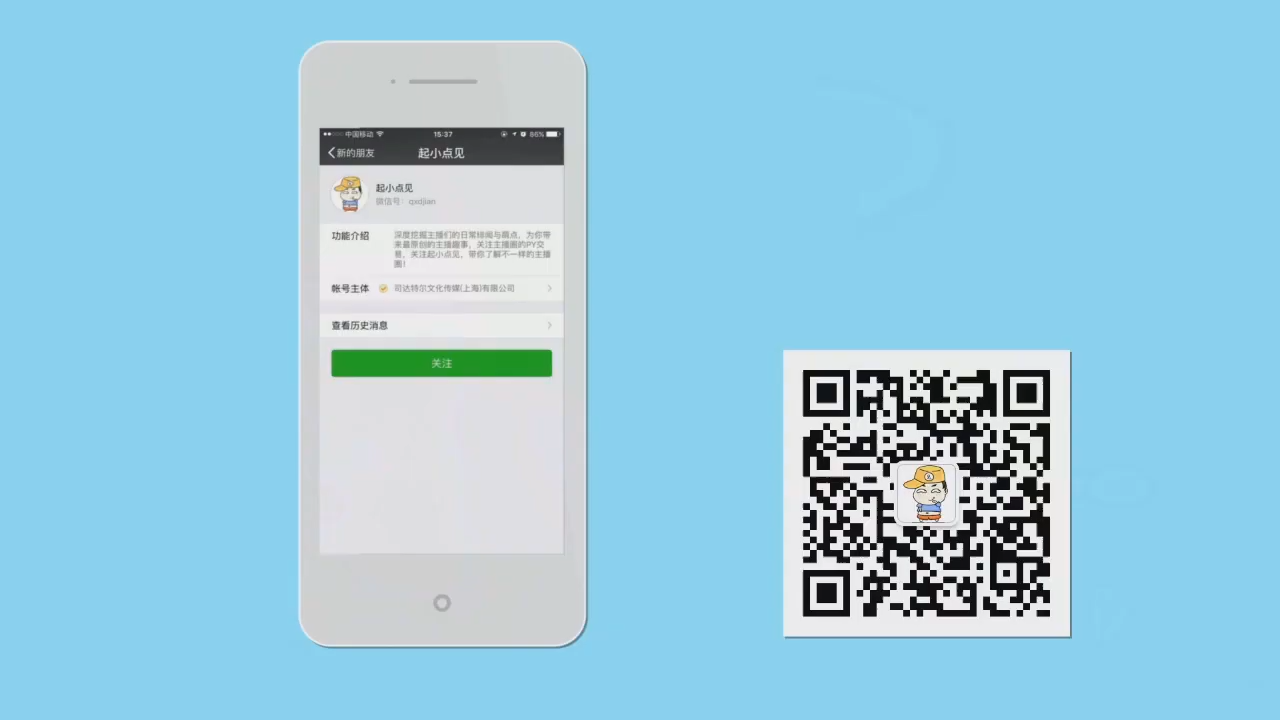 中国移动 15:37 86%
新的朋友 起小点见
起小点见
微信号: qxdjian
功能介绍 深度挖掘主播们的日常绯闻与萌点，为你带
来最原创的主播趣事，关注主播圈的PY交
易，关注起小点见，带你了解不一样的主播
圈！
帐号主体 司达特尔文化传媒(上海)有限公司
查看历史消息
关注